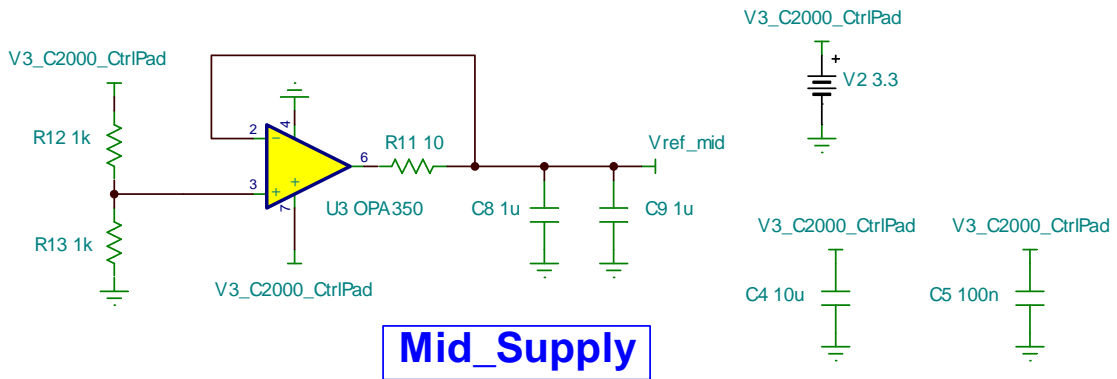 V3_C2000_CtrlPad
V3_C2000_CtrlPad
+
V2 3.3
R12 1k
2
4
R11 10
Vref_mid
6
3
7
U3 OPA350
C8 1u
C9 1u
R13 1k
V3_C2000_CtrlPad
V3_C2000_CtrlPad
V3_C2000_CtrlPad
C4 10u
C5 100n
Mid_Supply